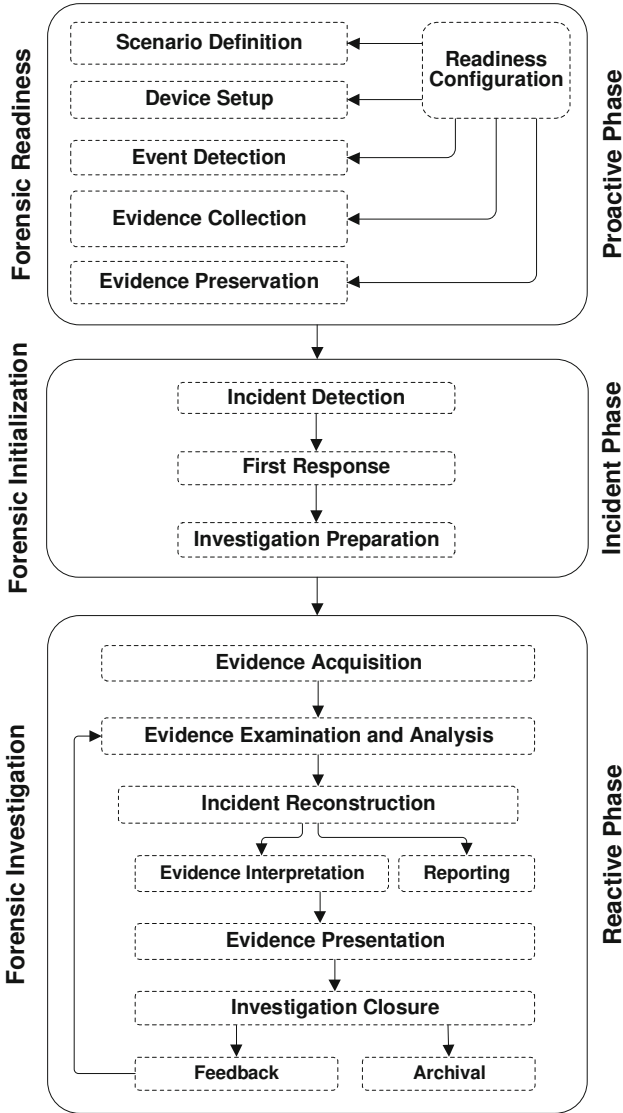 Forensic Readiness
Scenario Definition
Readiness
Configuration
Device Setup
Event Detection
Evidence Collection
Evidence Preservation
Proactive Phase
Forensic Initialization
Incident Detection
First Response
Investigation Preparation
Incident Phase
Forensic Investigation
Evidence Acquisition
Evidence Examination and Analysis
Incident Reconstruction
Evidence Interpretation
Reporting
Evidence Presentation
Investigation Closure
Feedback
Archival
Reactive Phase